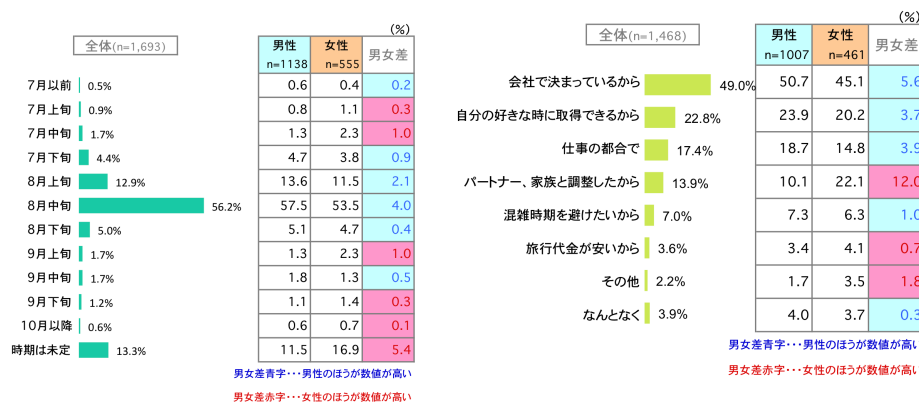 (%)
全体(n=1,693)
男性 女性 男女差
n=1138 n=555
7月以前 0.5% 0.6 0.4 0.2
7月上旬 0.9% 0.8 1.1 0.3
7月中旬 1.7% 1.3 2.3 1.0
7月下旬 4.4% 4.7 3.8 0.9
8月上旬 12.9% 13.6 11.5 2.1
8月中旬 56.2% 57.5 53.5 4.0
8月下旬 5.0% 5.1 4.7 0.4
9月上旬 1.7% 1.3 2.3 1.0
9月中旬 1.7% 1.8 1.3 0.5
9月下旬 1.2% 1.1 1.4 0.3
10月以降 0.6% 0.6 0.7 0.1
時期は未定 13.3% 11.5 16.9 5.4
男女差青字・・・男性のほうが数値が高い
男女差赤字・・・女性のほうが数値が高い
(%)
全体(n=1,468)
男性 女性 男女差
n=1007 n=461
会社で決まっているから 49.0% 50.7 45.1 5.6
自分の好きな時に取得できるから 22.8% 23.9 20.2 3.7
仕事の都合で 17.4% 18.7 14.8 3.9
パートナー、家族と調整したから 13.9% 10.1 22.1 12.0
混雑時期を避けたいから 7.0% 7.3 6.3 1.0
旅行代金が安いから 3.6% 3.4 4.1 0.7
その他 2.2% 1.7 3.5 1.8
なんとなく 3.9% 4.0 3.7 0.3
男女差青字・・・男性のほうが数値が高い
男女差赤字・・・女性のほうが数値が高い